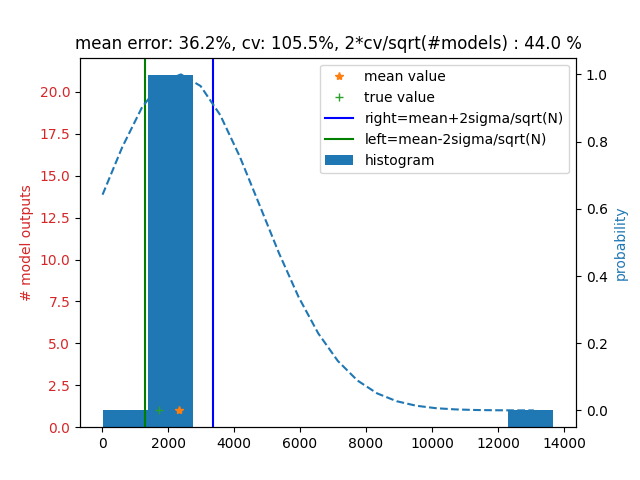 mean error: 36.2%, cv: 105.5%, 2*cv/sqrt(#models) : 44.0 %
mean value
true value
right=mean+2sigma/sqrt(N)
left=mean-2sigma/sqrt(N)
histogram
# model outputs
20.0
17.5
15.0
12.5
10.0
7.5
5.0
2.5
0.0
1.0
0.8
0.6
0.4
0.2
0.0
probability
0 2000 4000 6000 8000 10000 12000 14000